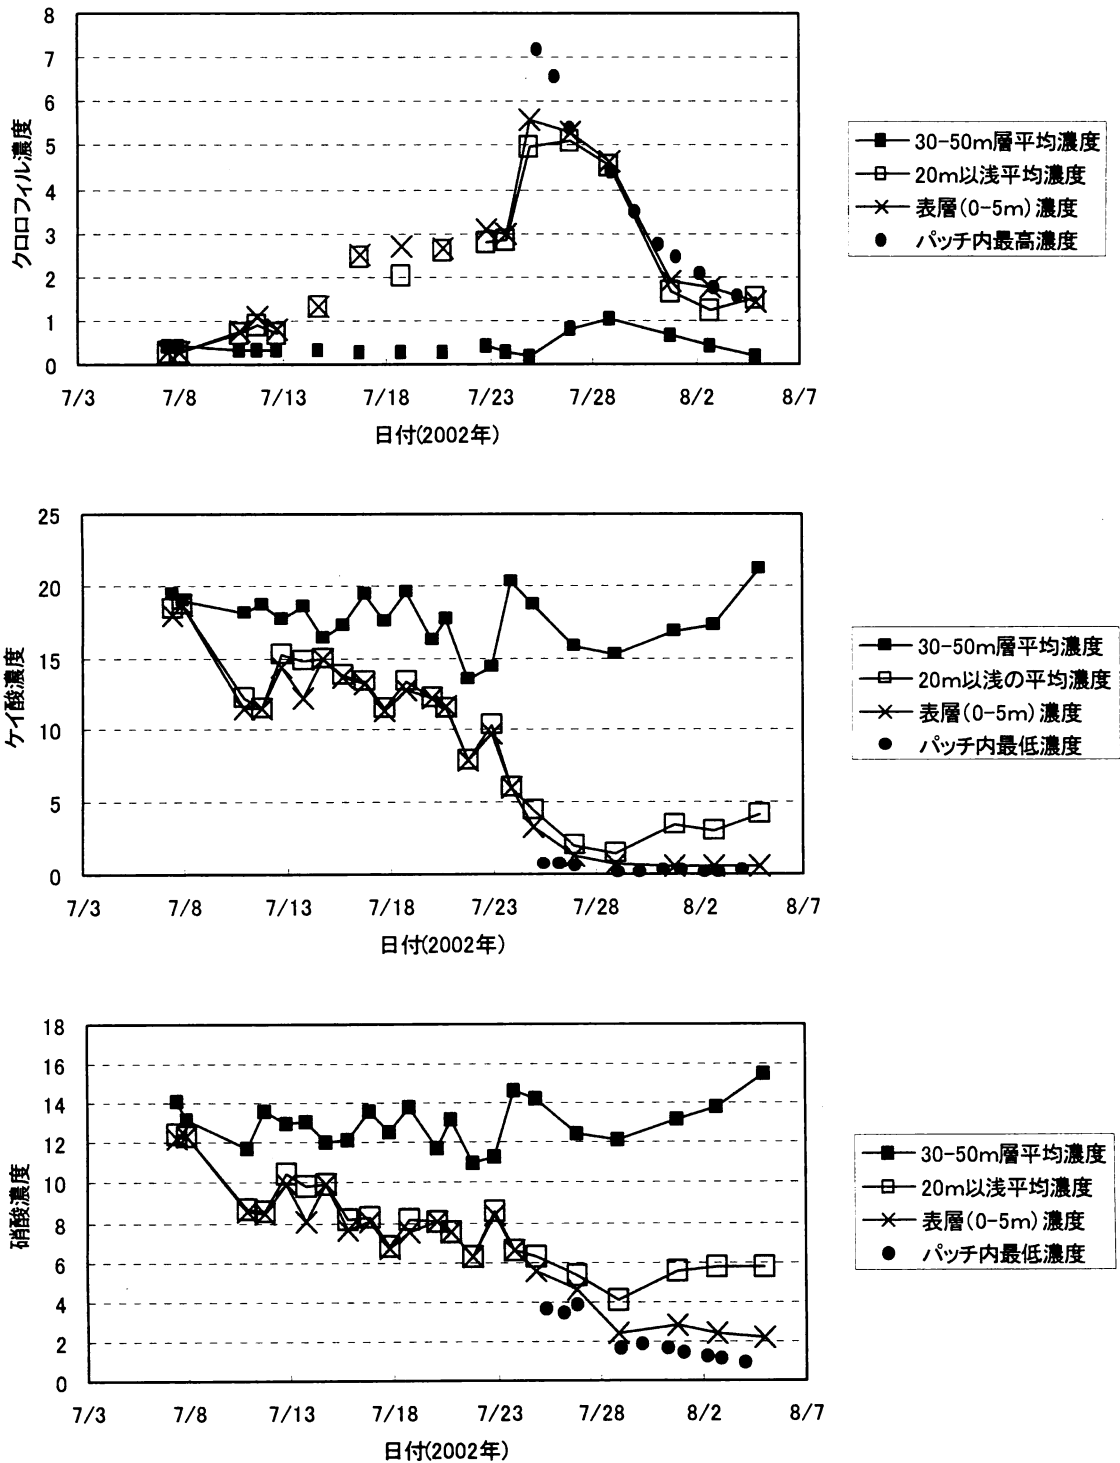 8
7
6
5
4
3
2
1
0
クロロフィル濃度
7/3 7/8 7/13 7/18 7/23 7/28 8/2 8/7
日付(2002年)
30-50m層平均濃度
20m以浅平均濃度
表層(0-5m)濃度
パッチ内最高濃度
25
20
15
10
5
0
ケイ酸濃度
7/3 7/8 7/13 7/18 7/23 7/28 8/2 8/7
日付(2002年)
30-50m層平均濃度
20m以浅の平均濃度
表層(0-5m)濃度
パッチ内最低濃度
18
16
14
12
10
8
6
4
2
0
硝酸濃度
7/3 7/8 7/13 7/18 7/23 7/28 8/2 8/7
日付(2002年)
30-50m層平均濃度
20m以浅平均濃度
表層(0-5m)濃度
パッチ内最低濃度